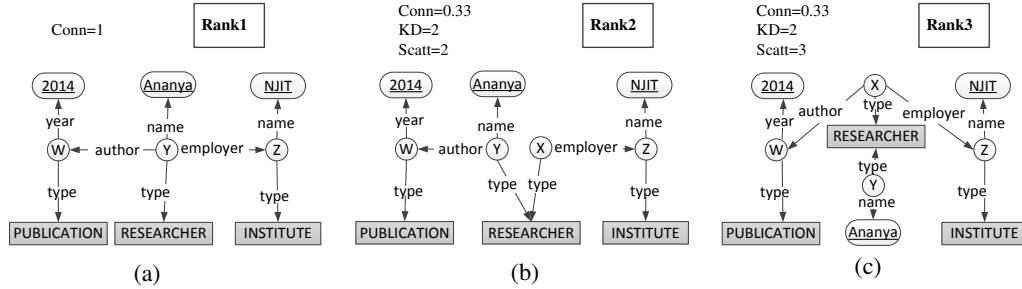 Conn=1
Rank1
2014
Ananya
NJIT
year
name
name
W
author
Y
employer
Z
type
type
type
PUBLICATION
RESEARCHER
INSTITUTE
(a)
Conn=0.33
KD=2
Scatt=2
Rank2
2014
Ananya
NJIT
year
name
name
W
author
Y
X
employer
Z
type
type
type
type
PUBLICATION
RESEARCHER
INSTITUTE
(b)
Conn=0.33
KD=2
Scatt=3
Rank3
2014
X
NJIT
year
author
type
employer
name
RESEARCHER
W
Z
type
type
type
Y
name
PUBLICATION
Ananya
INSTITUTE
(c)